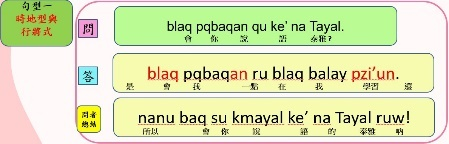 句型一
時地型與
行將式
問
blaq pqbaqan qu ke' na Tayal.
會 你 說 語 泰雅?
答
blaq pqbaqan ru blaq balay pzi'un.
是 會 我 一點 在 我 學習 這
問者
總結
nanu baq su kmayal ke' na Tayal ruw!
所以 會 你 說 語 的 泰雅 吶